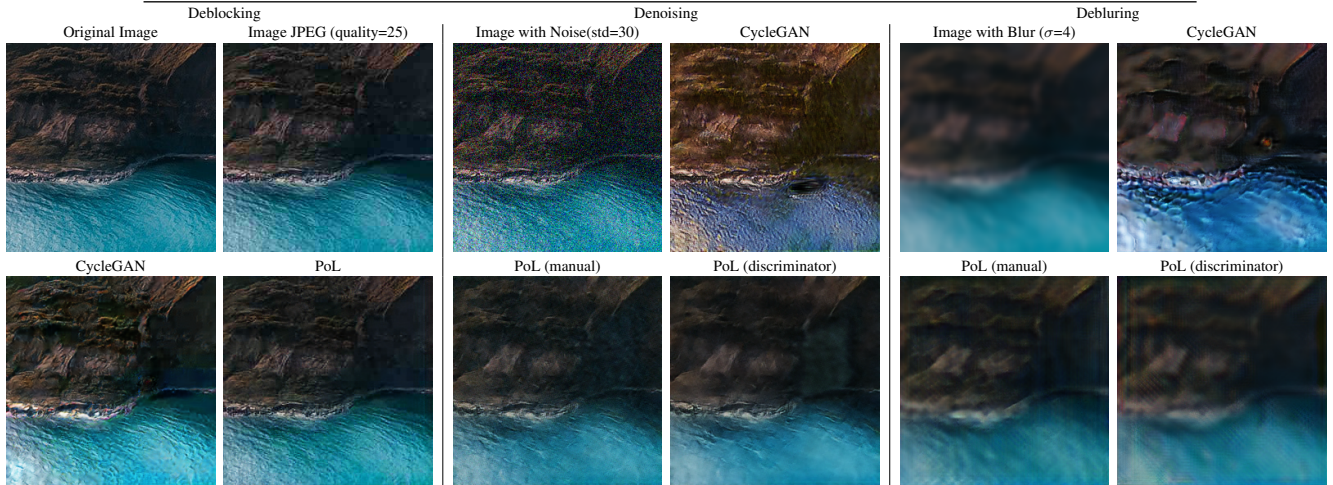 Deblocking
Denoising
Debluring
Original Image
Image JPEG (quality=25)
Image with Noise(std=30)
CycleGAN
Image with Blur (σ=4)
CycleGAN
CycleGAN
PoL
PoL (manual)
PoL (discriminator)
PoL (manual)
PoL (discriminator)